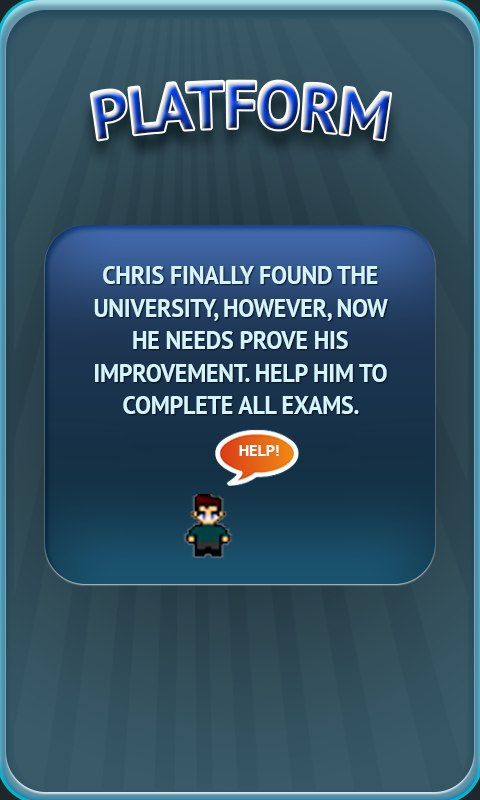 PLATFORM
CHRIS FINALLY FOUND THE
UNIVERSITY, HOWEVER, NOW
HE NEEDS PROVE HIS
IMPROVEMENT. HELP HIM TO
COMPLETE ALL EXAMS.
HELP!